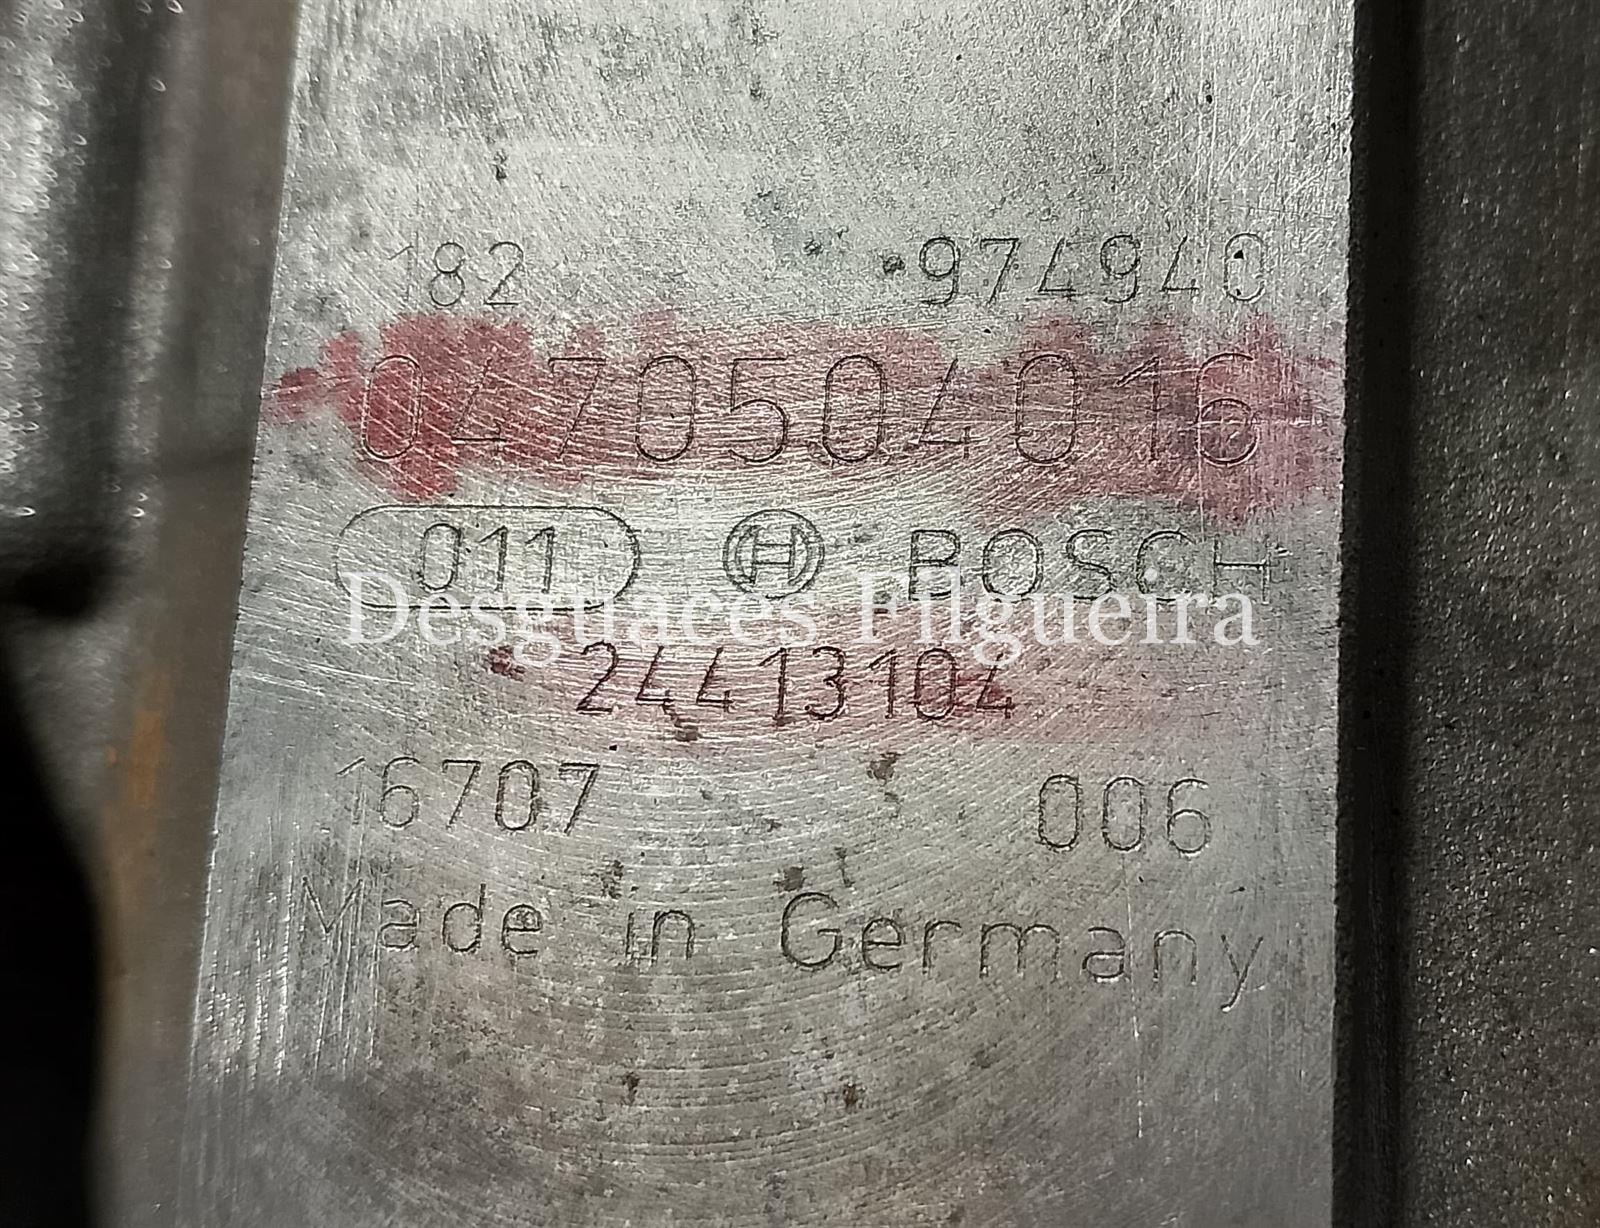 182 974940
0470504016
011 BOSCH
Desguaces Filgueira
24413104
16707 006
Made in Germany